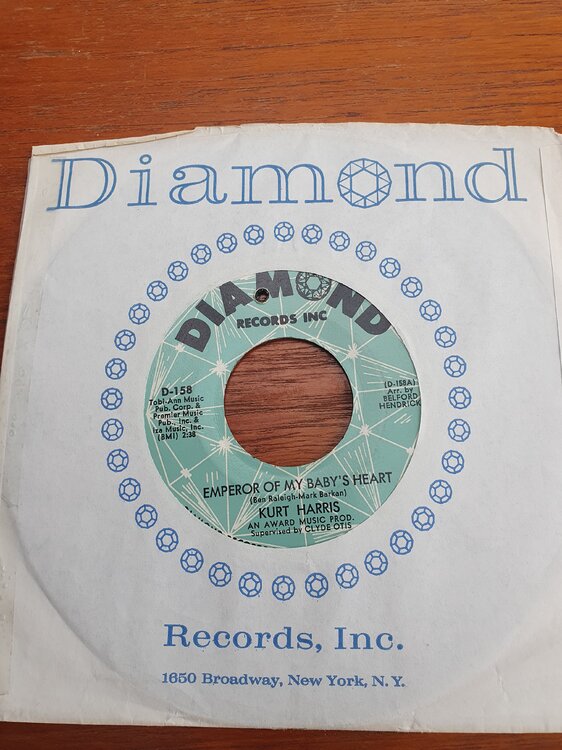 Diamond
DIAMOND
RECORDS INC
D-158
Tobi-Ann Music
Pub. Corp. &
Premier Music
Pub., Inc. &
Iza Music, Inc.
(BMI) 2:38
(D-158A)
Arr. by
BELFORD
HENDRICK
EMPEROR OF MY BABY'S HEART
(Ben Raleigh-Mark Barkan)
KURT HARRIS
AN AWARD MUSIC PROD.
Supervised by CLYDE OTIS
Records, Inc.
1650 Broadway, New York, N.Y.